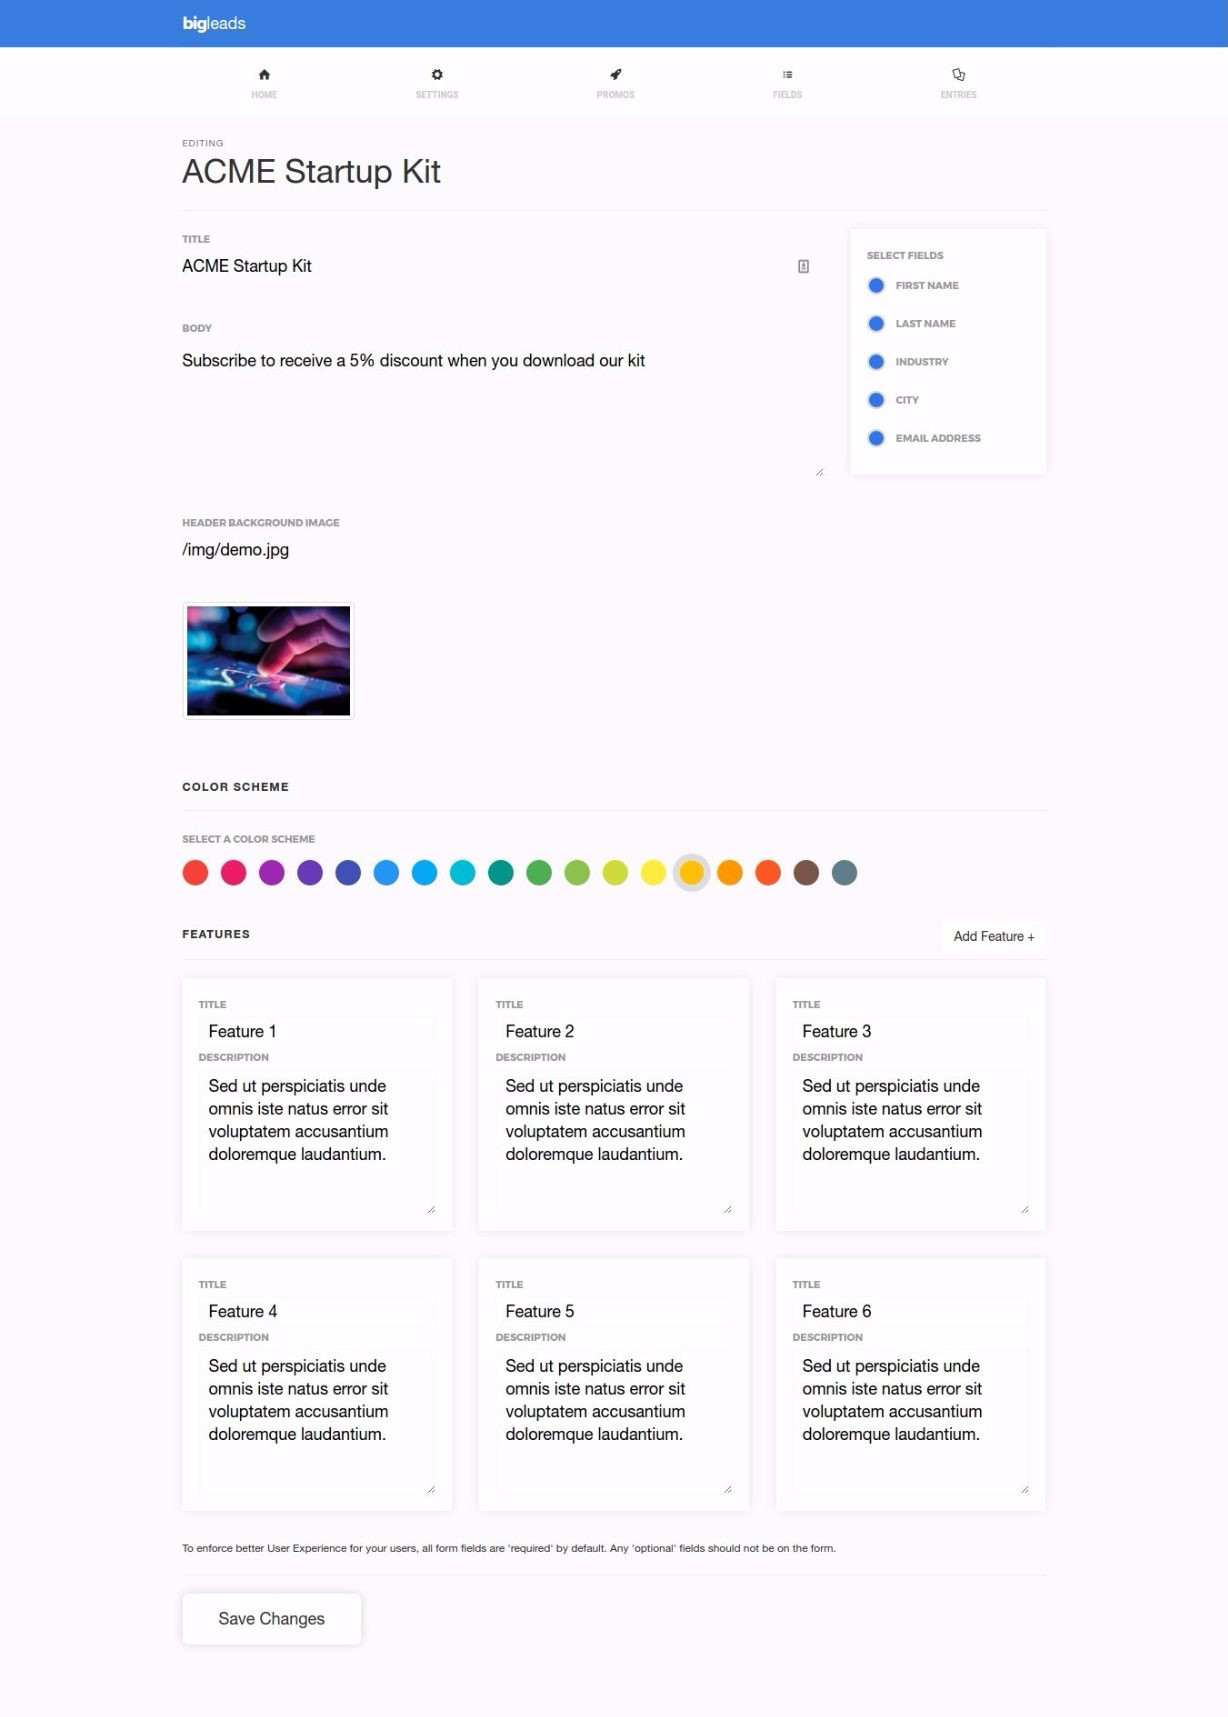 bigleads
HOME
SETTINGS
PROMOS
FIELDS
ENTRIES
EDITING
ACME Startup Kit
TITLE
ACME Startup Kit
BODY
Subscribe to receive a 5% discount when you download our kit
SELECT FIELDS
FIRST NAME
LAST NAME
INDUSTRY
CITY
EMAIL ADDRESS
HEADER BACKGROUND IMAGE
/img/demo.jpg
COLOR SCHEME
SELECT A COLOR SCHEME
FEATURES
Add Feature +
TITLE
Feature 1
DESCRIPTION
Sed ut perspiciatis unde
omnis iste natus error sit
voluptatem accusantium
doloremque laudantium.
TITLE
Feature 2
DESCRIPTION
Sed ut perspiciatis unde
omnis iste natus error sit
voluptatem accusantium
doloremque laudantium.
TITLE
Feature 3
DESCRIPTION
Sed ut perspiciatis unde
omnis iste natus error sit
voluptatem accusantium
doloremque laudantium.
TITLE
Feature 4
DESCRIPTION
Sed ut perspiciatis unde
omnis iste natus error sit
voluptatem accusantium
doloremque laudantium.
TITLE
Feature 5
DESCRIPTION
Sed ut perspiciatis unde
omnis iste natus error sit
voluptatem accusantium
doloremque laudantium.
TITLE
Feature 6
DESCRIPTION
Sed ut perspiciatis unde
omnis iste natus error sit
voluptatem accusantium
doloremque laudantium.
To enforce better User Experience for your users, all form fields are 'required' by default. Any 'optional' fields should not be on the form.
Save Changes